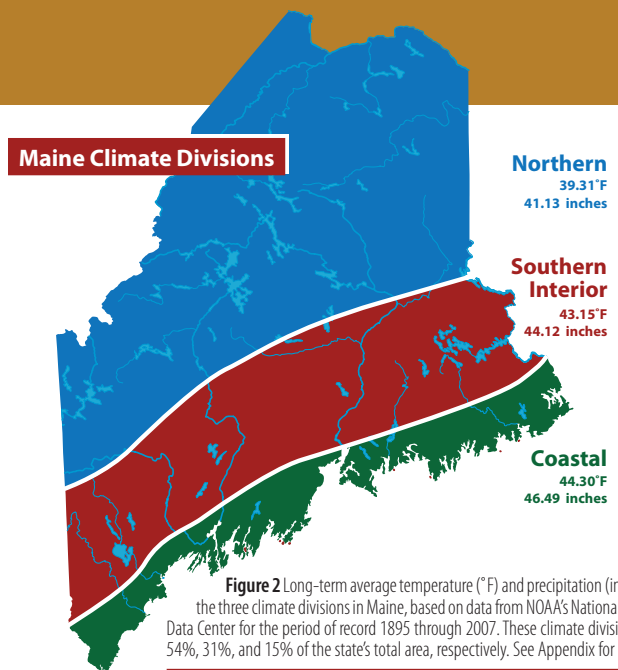 Maine Climate Divisions
Northern
39.31°F
41.13 inches
Southern
Interior
43.15°F
44.12 inches
Coastal
44.30°F
46.49 inches
Figure 2 Long-term average temperature (°F) and precipitation (in
the three climate divisions in Maine, based on data from NOAA's National
Data Center for the period of record 1895 through 2007. These climate divisi
54%, 31%, and 15% of the state's total area, respectively. See Appendix for